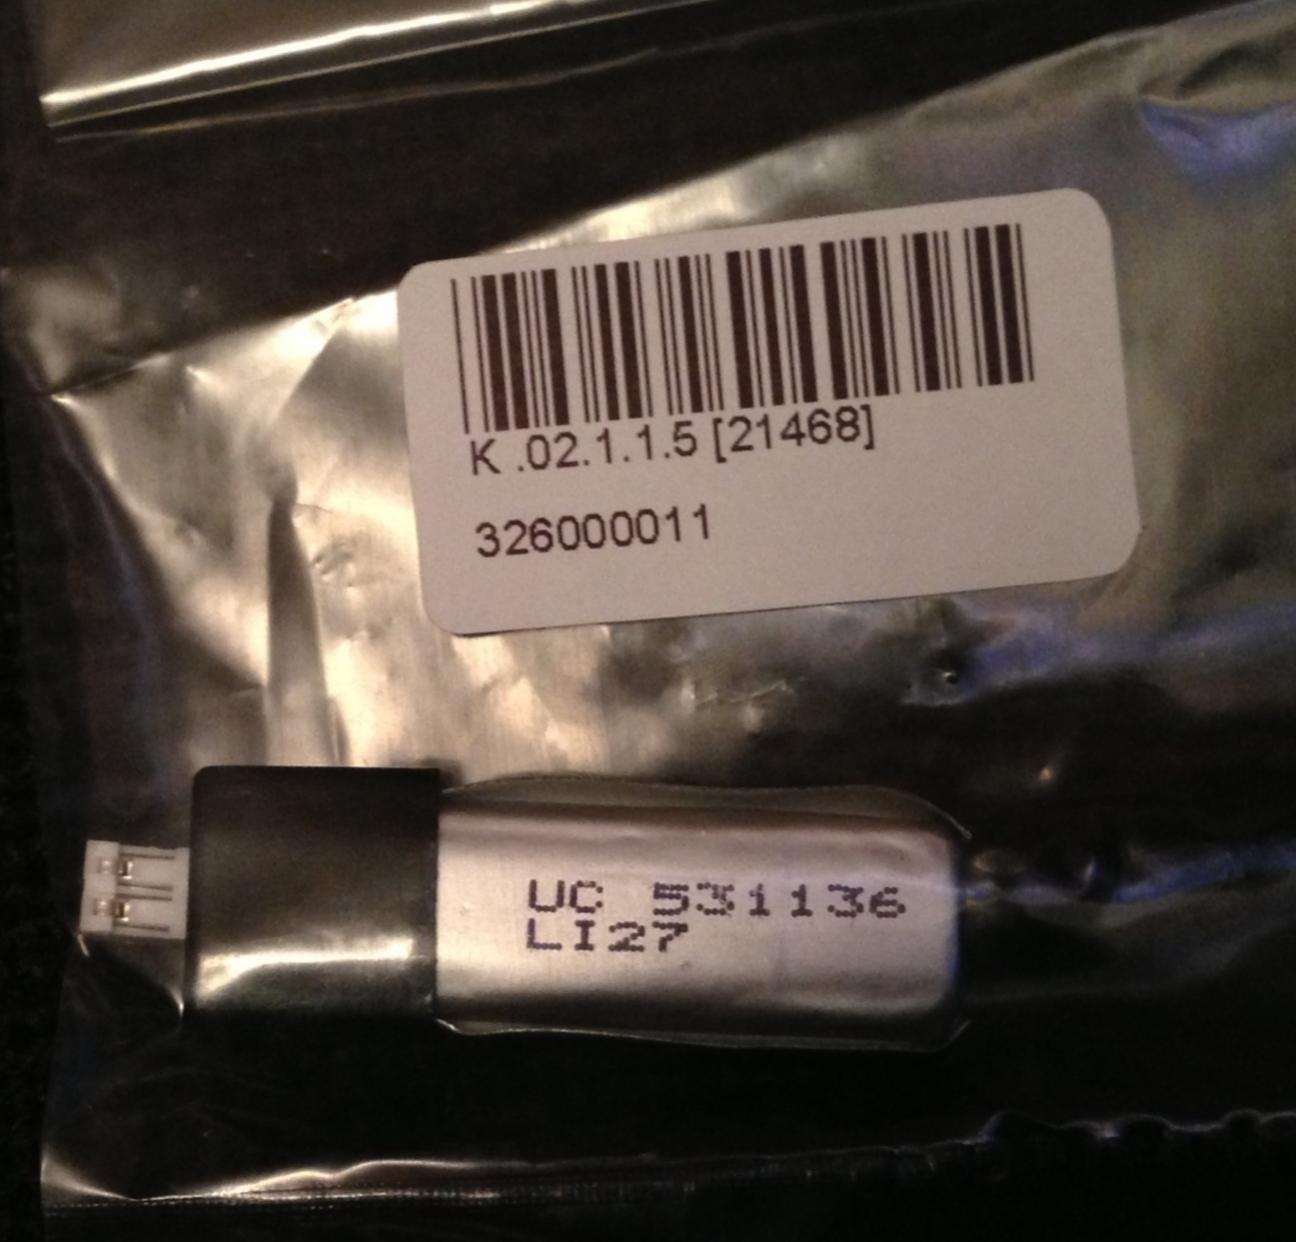 K .02.1.1.5 [21468]
326000011
UC 531136
LI27